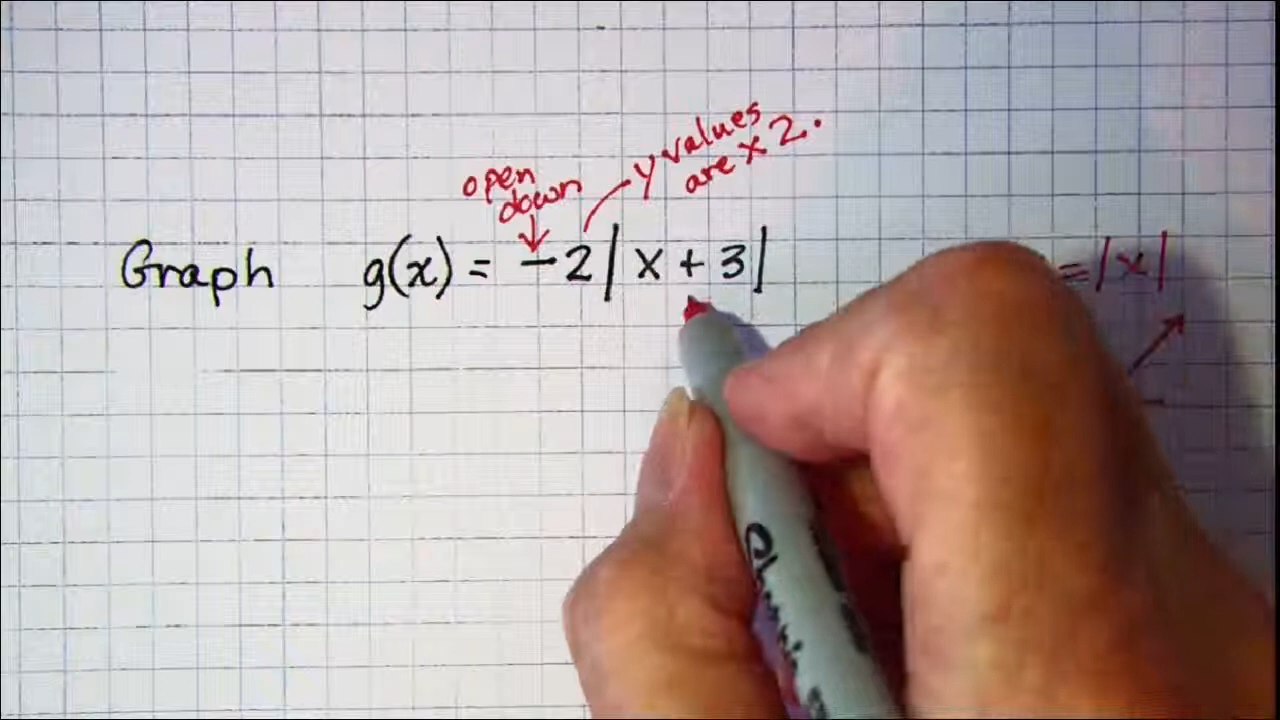 y values
are x 2.
open
down
Graph g(x) = -2|x + 3|
= |x|